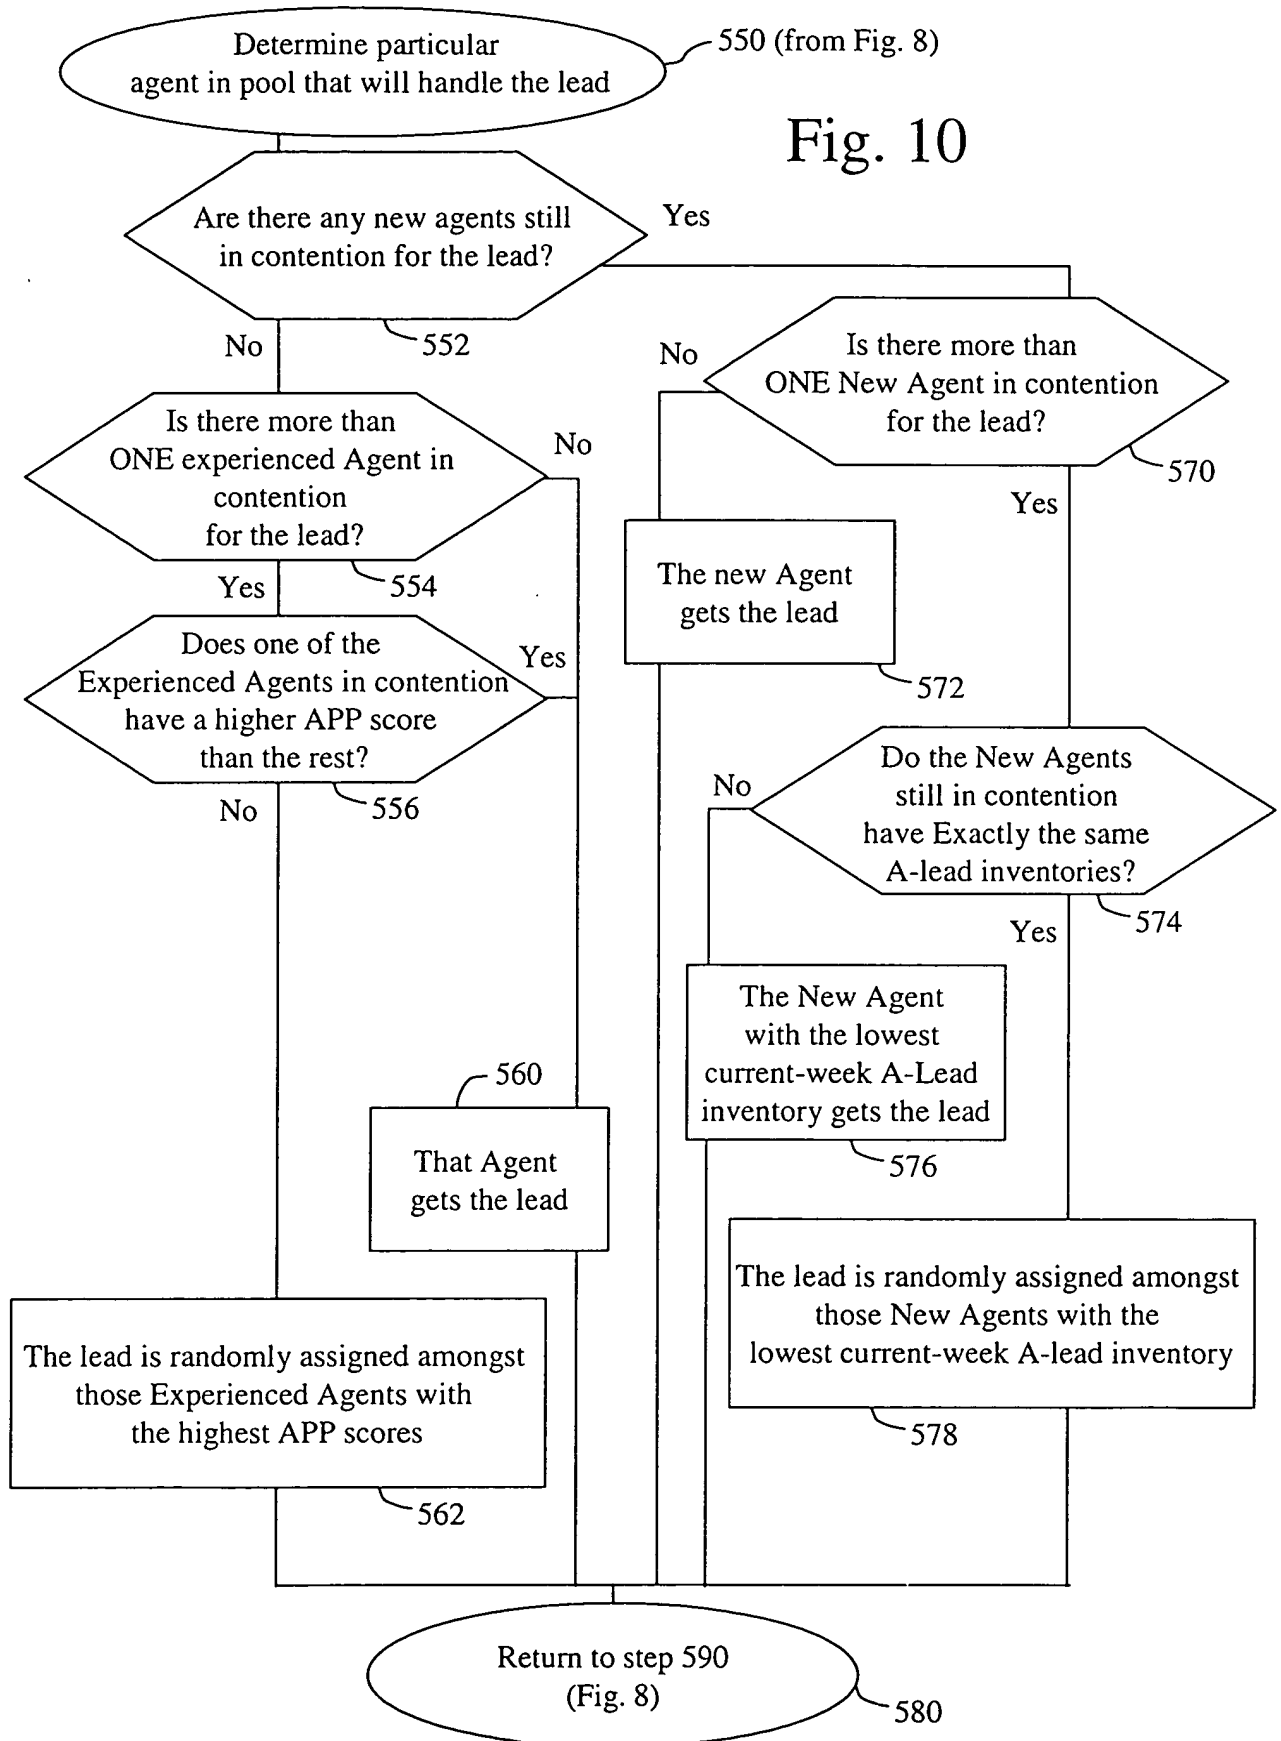 Determine particular
agent in pool that will handle the lead
550 (from Fig. 8)
Fig. 10
Are there any new agents still
in contention for the lead?
Yes
552
No
Is there more than
ONE New Agent in contention
for the lead?
No
570
Yes
Is there more than
ONE experienced Agent in
contention
for the lead?
No
554
Yes
The new Agent
gets the lead
572
Does one of the
Experienced Agents in contention
have a higher APP score
than the rest?
Yes
556
No
Do the New Agents
still in contention
have Exactly the same
A-lead inventories?
No
574
Yes
The New Agent
with the lowest
current-week A-Lead
inventory gets the lead
576
560
That Agent
gets the lead
The lead is randomly assigned amongst
those New Agents with the
lowest current-week A-lead inventory
578
The lead is randomly assigned amongst
those Experienced Agents with
the highest APP scores
562
Return to step 590
(Fig. 8)
580